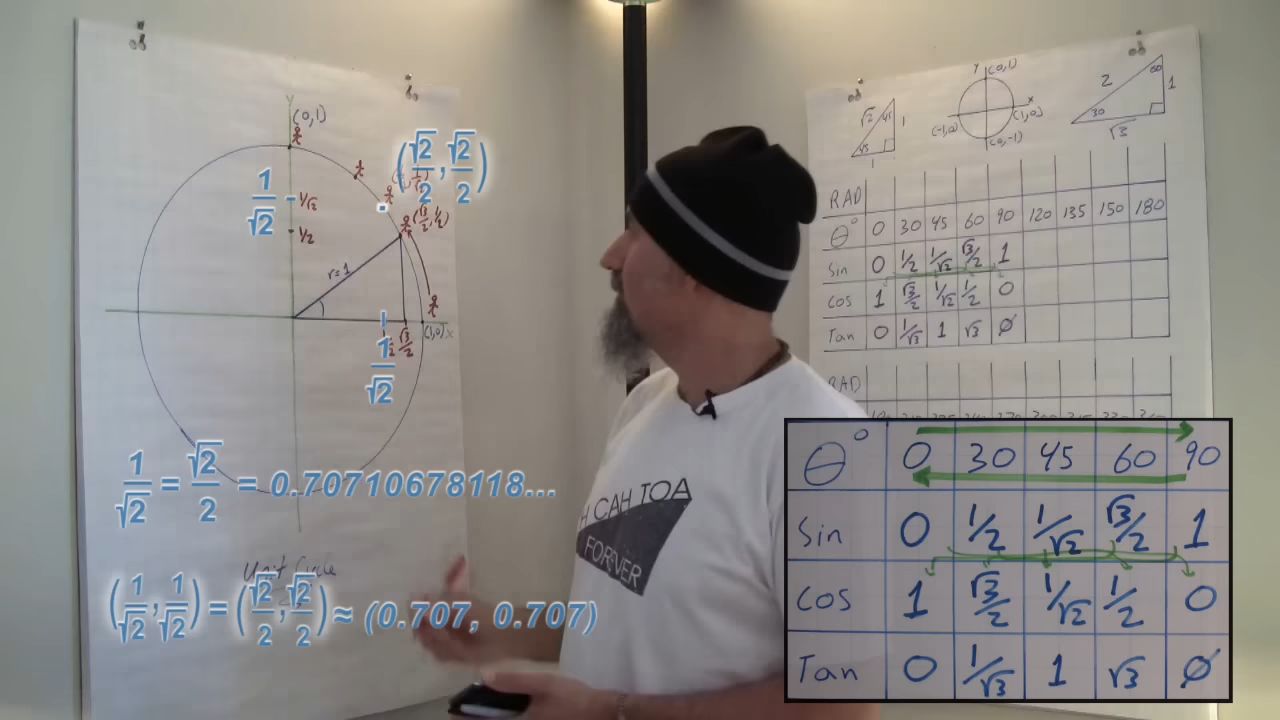 Y
(0,1)
(√2/2, √2/2)
1/√2
1/√2
1/2
(√3/2, 1/2)
r=1
(1,0)
x
√3/2
1/√2
1/√2 = √2/2 = 0.70710678118...
Unit Circle
(1/√2, 1/√2) = (√2/2, √2/2) ≈ (0.707, 0.707)
H CAH TOA
FOREVER
√2 45 1
45
1
Y (0,1)
x
(-1,0) (1,0)
(0,-1)
2 60 1
30
√3
RAD
θ° 0 30 45 60 90 120 135 150 180
Sin 0 1/2 1/√2 √3/2 1
Cos 1 √3/2 1/√2 1/2 0
Tan 0 1/√3 1 √3 Ø
RAD
θ° 0 30 45 60 90
Sin 0 1/2 1/√2 √3/2 1
Cos 1 √3/2 1/√2 1/2 0
Tan 0 1/√3 1 √3 Ø